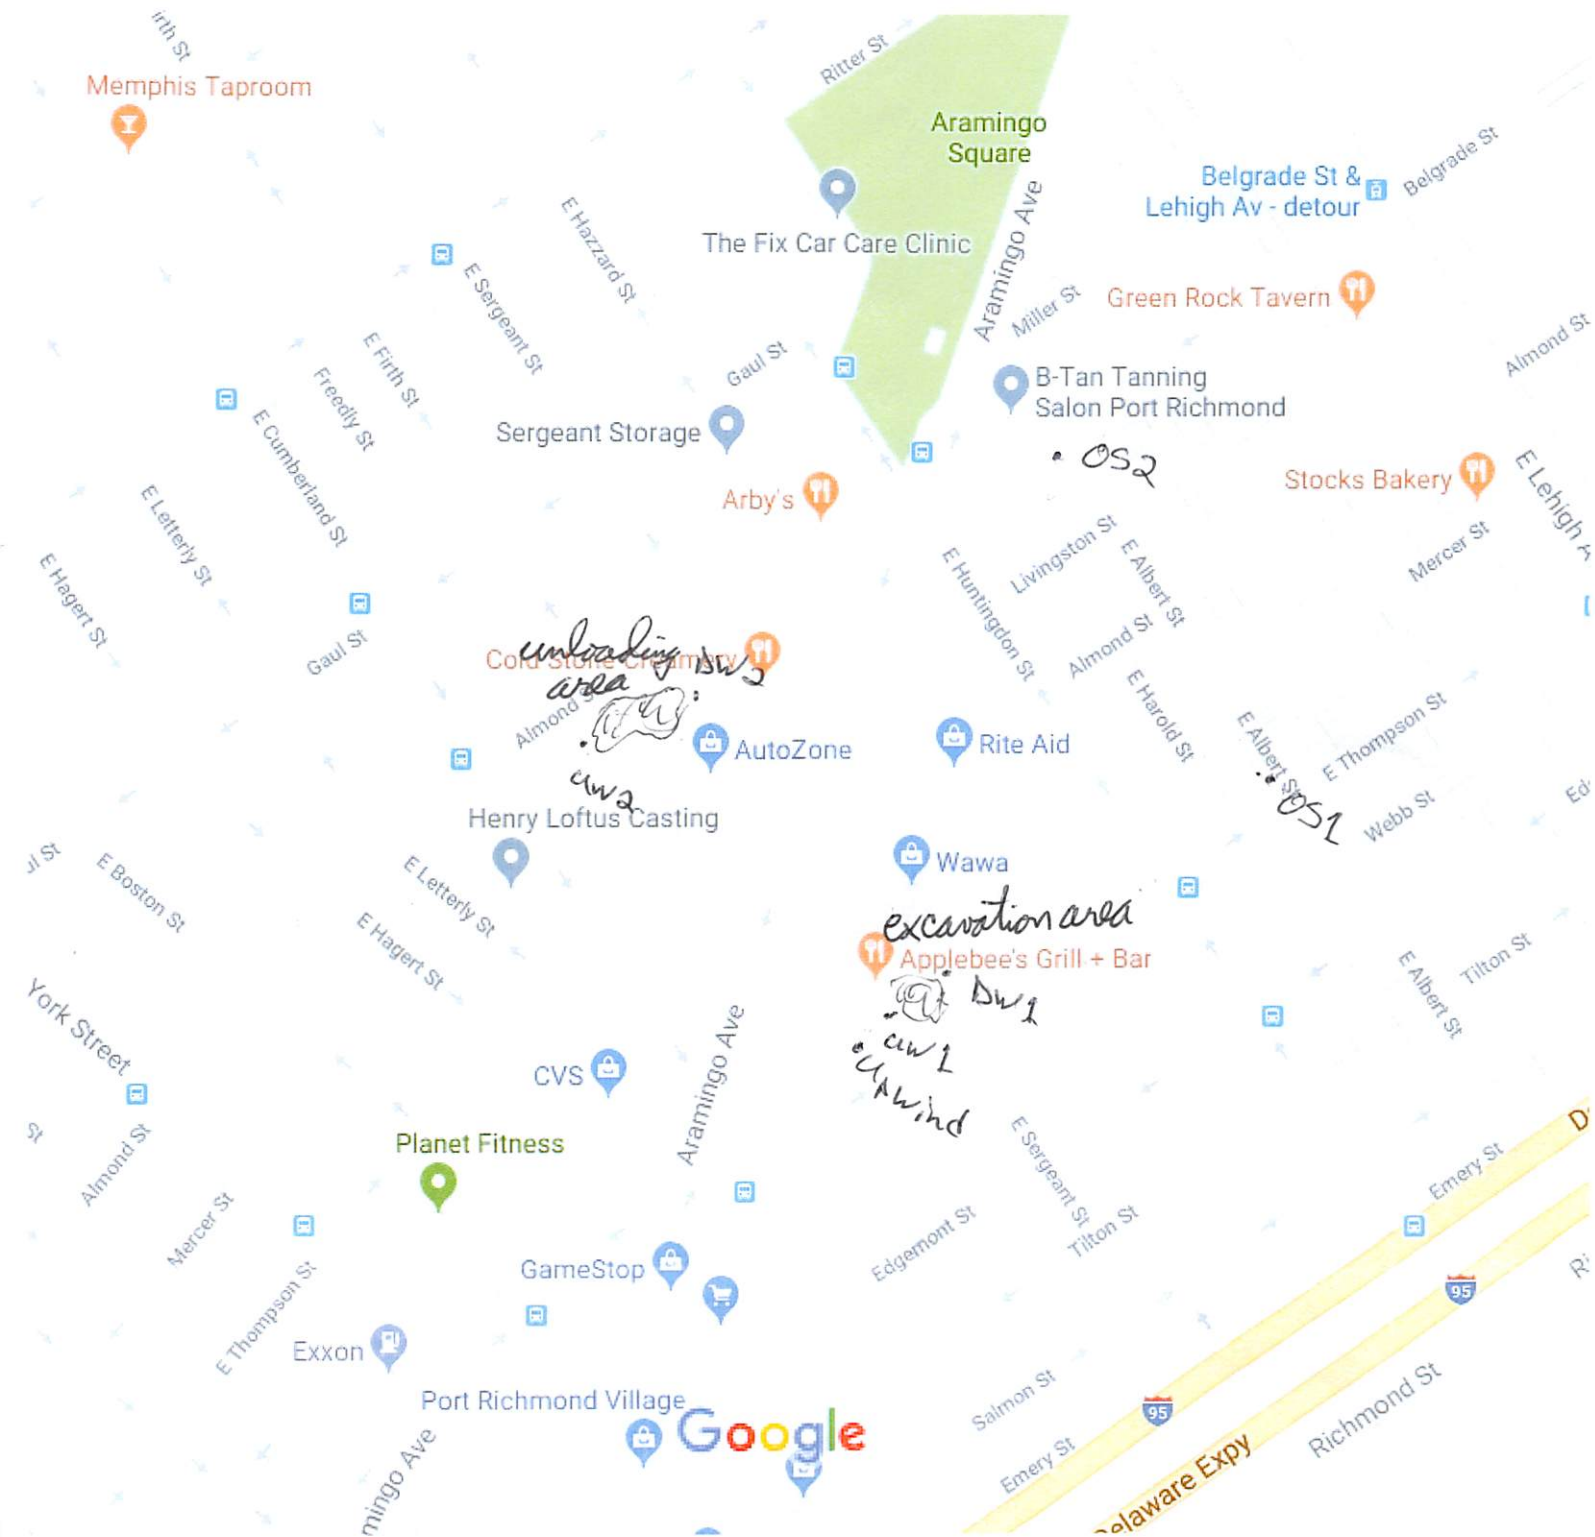 irth St
Memphis Taproom
Ritter St
Aramingo
Square
Belgrade St &
Lehigh Av - detour
Belgrade St
Aramingo Ave
E Hazzard St
The Fix Car Care Clinic
E Sergeant St
Miller St
Green Rock Tavern
Almond St
E Firth St
Freedly St
Gaul St
B-Tan Tanning
Salon Port Richmond
E Cumberland St
Sergeant Storage
OS2
Arby's
Stocks Bakery
E Lehigh A
E Letterly St
E Hagert St
E Huntingdon St
Livingston St
E Albert St
Mercer St
Gaul St
unloading
area
DW2
Cold Stone Creamery
Almond S
Almond St
E Harold St
E Albert St
E Thompson St
AutoZone
Rite Aid
uw2
OS1
Henry Loftus Casting
Webb St
Ed
ul St
E Boston St
E Letterly St
E Hagert St
Wawa
excavation area
Applebee's Grill + Bar
DW1
uw1
upwind
E Albert St
Tilton St
York Street
CVS
Aramingo Ave
St
Almond St
Planet Fitness
E Sergeant St
Tilton St
Emery St
D
Mercer St
Edgemont St
GameStop
E Thompson St
Exxon
95
Ri
Port Richmond Village
Google
Salmon St
95
Richmond St
Emery St
Delaware Expy
mingo Ave